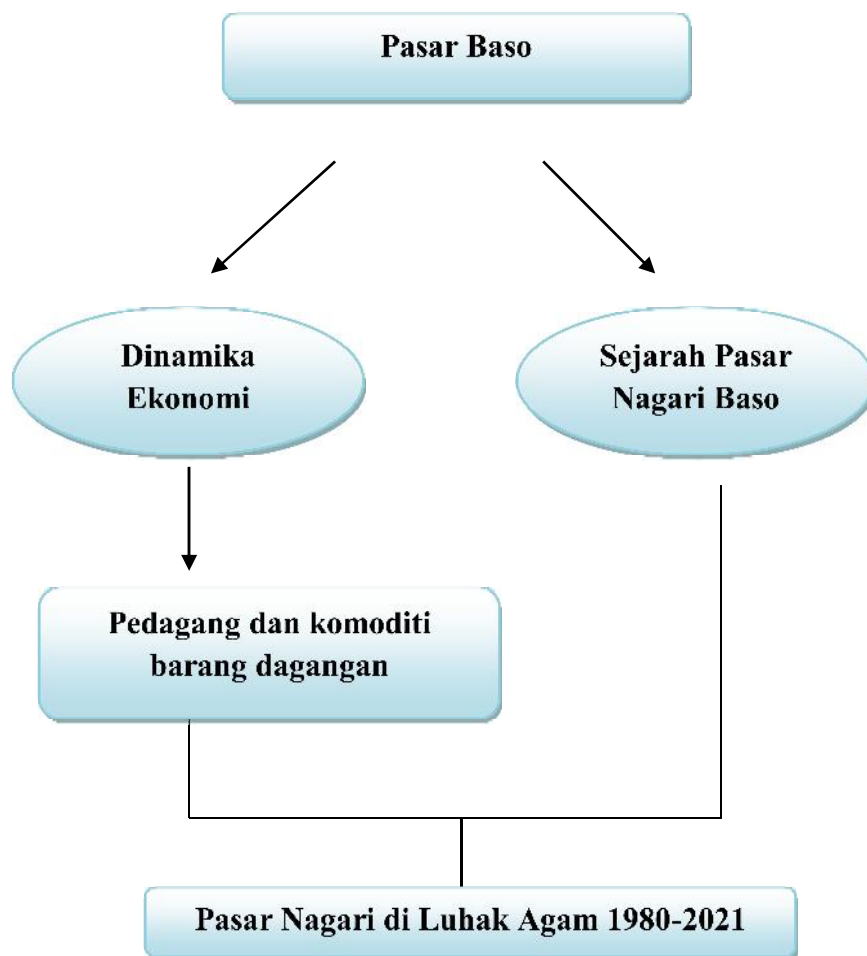 Pasar Baso
Dinamika
Ekonomi
Sejarah Pasar
Nagari Baso
Pedagang dan komoditi
barang dagangan
Pasar Nagari di Luhak Agam 1980-2021